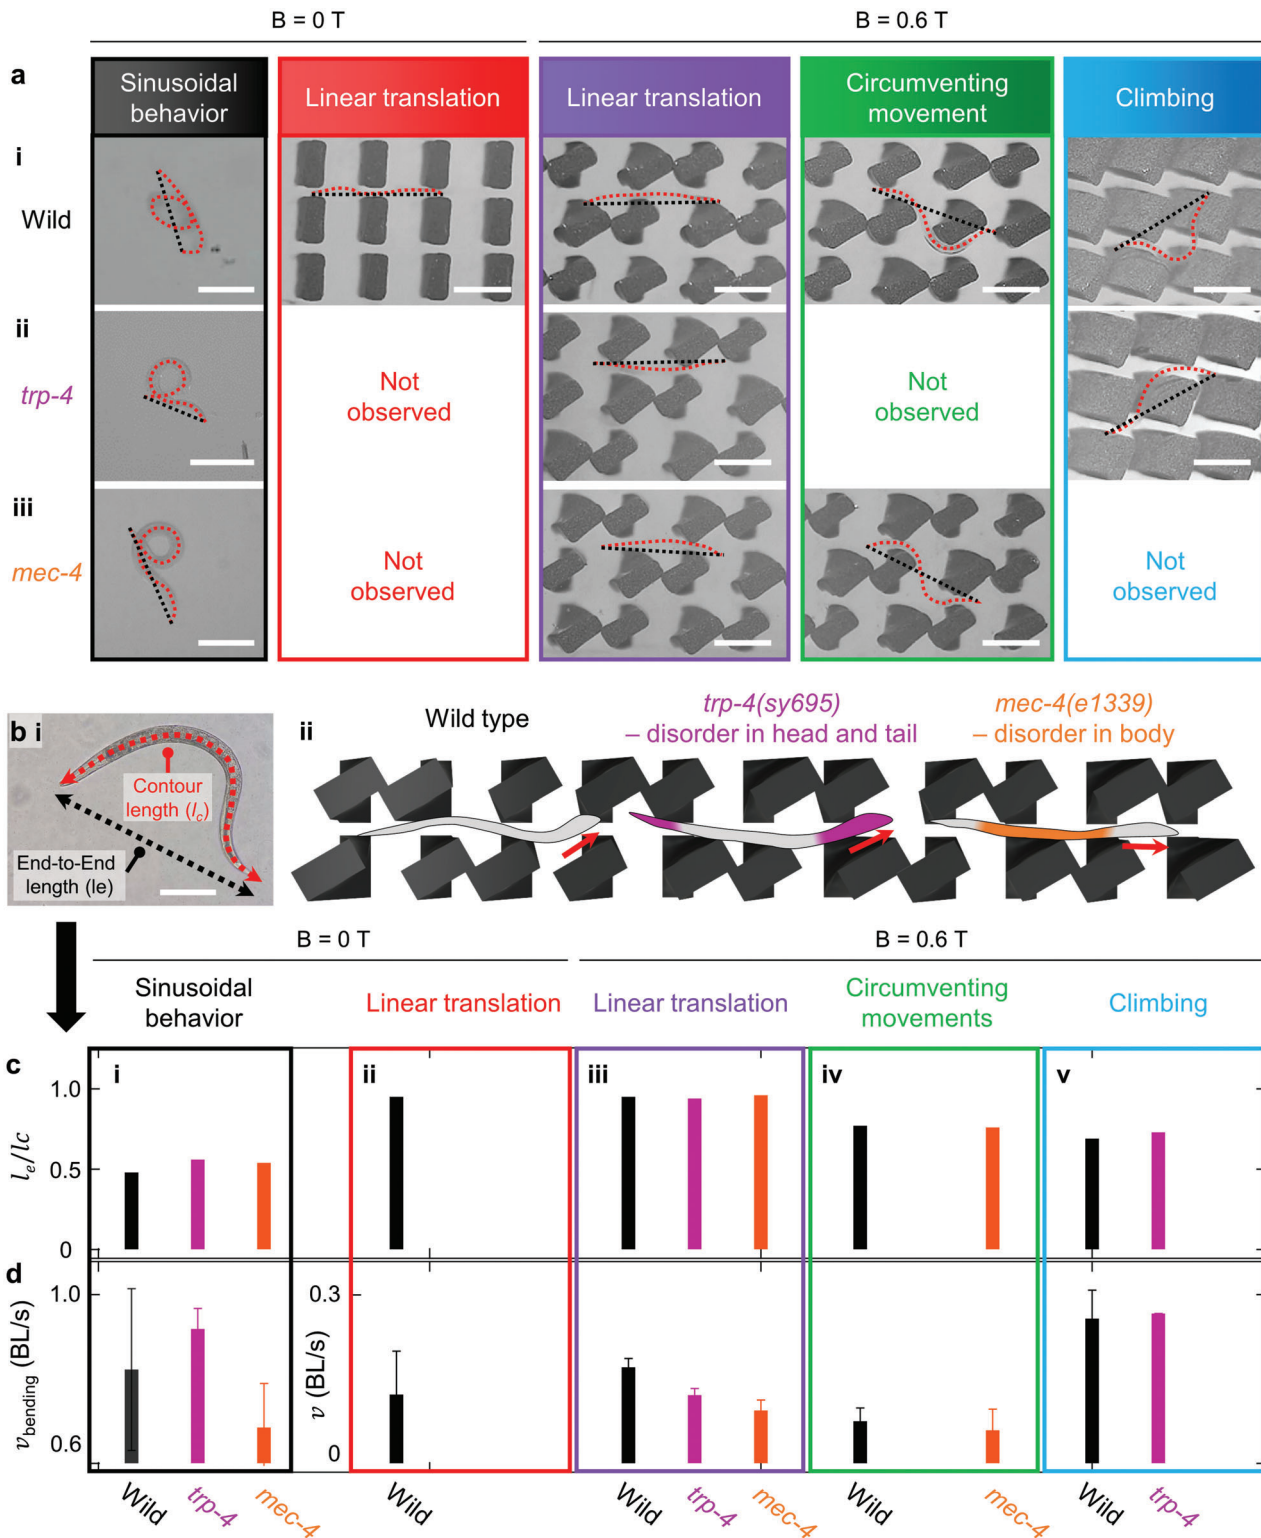 B = 0 T
B = 0.6 T
a
Sinusoidal
behavior
Linear translation
Linear translation
Circumventing
movement
Climbing
i
Wild
ii
trp-4
Not
observed
Not
observed
iii
mec-4
Not
observed
Not
observed
b i
Contour
length (lc)
End-to-End
length (le)
ii
Wild type
trp-4(sy695)
– disorder in head and tail
mec-4(e1339)
– disorder in body
B = 0 T
B = 0.6 T
Sinusoidal
behavior
Linear translation
Linear translation
Circumventing
movements
Climbing
c
i
ii
iii
iv
v
1.0
0.5
0
le/lc
d
1.0
0.6
vbending (BL/s)
0.3
0
v (BL/s)
Wild
trp-4
mec-4
Wild
Wild
trp-4
mec-4
Wild
mec-4
Wild
trp-4